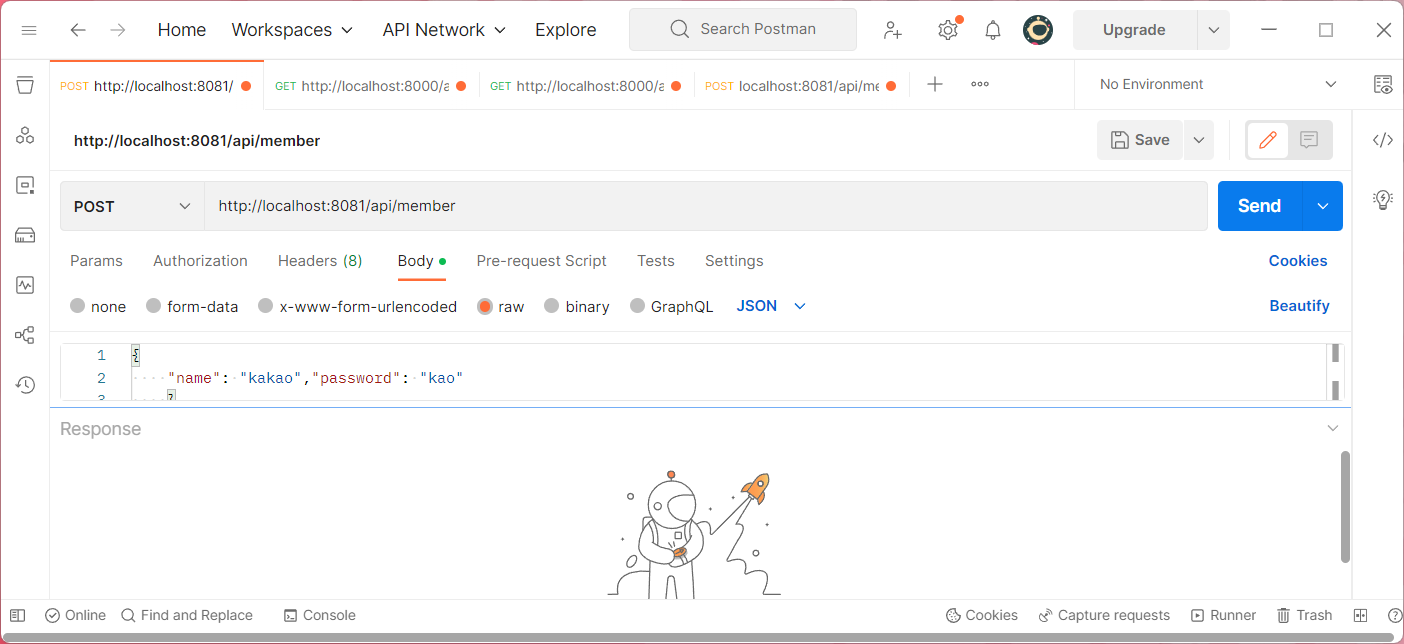 Home Workspaces API Network Explore Search Postman Upgrade
POST http://localhost:8081/ GET http://localhost:8000/a GET http://localhost:8000/a POST localhost:8081/api/me No Environment
http://localhost:8081/api/member Save
POST http://localhost:8081/api/member Send
Params Authorization Headers (8) Body Pre-request Script Tests Settings Cookies
none form-data x-www-form-urlencoded raw binary GraphQL JSON Beautify
1 {
2 "name": "kakao","password": "kao"
3 }
Response
Online Find and Replace Console Cookies Capture requests Runner Trash